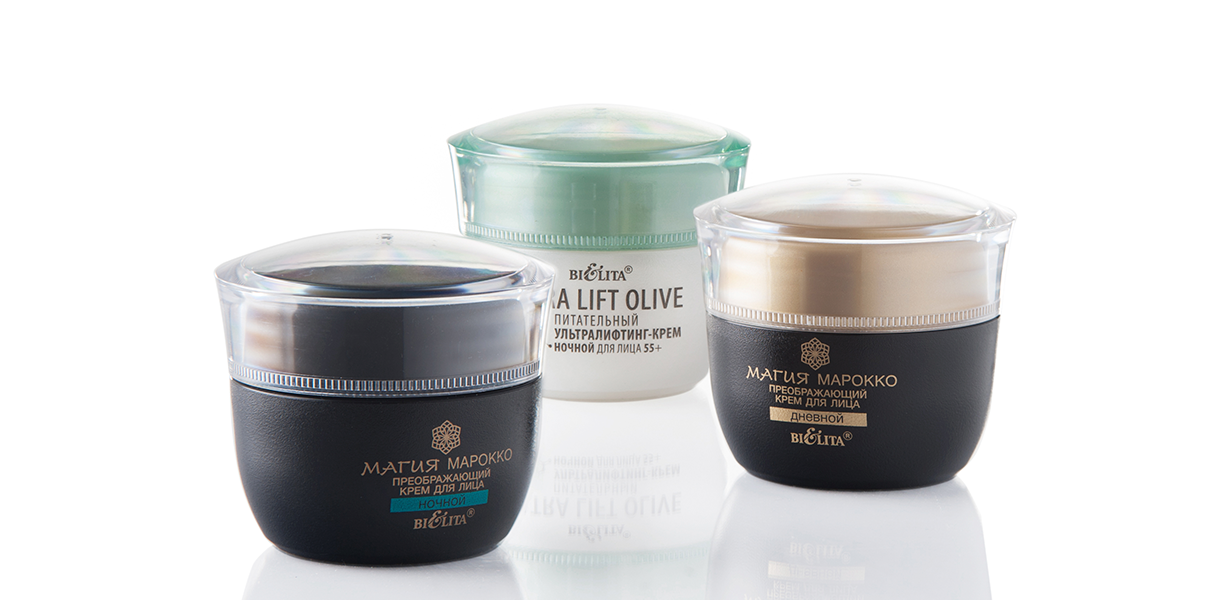 BIELITA®
LIFT OLIVE
ПИТАТЕЛЬНЫЙ
УЛЬТРАЛИФТИНГ-КРЕМ
НОЧНОЙ ДЛЯ ЛИЦА 55+
МАГИЯ МАРОККО
ПРЕОБРАЖАЮЩИЙ
КРЕМ ДЛЯ ЛИЦА
НОЧНОЙ
BIELITA®
МАГИЯ МАРОККО
ПРЕОБРАЖАЮЩИЙ
КРЕМ ДЛЯ ЛИЦА
ДНЕВНОЙ
BIELITA®